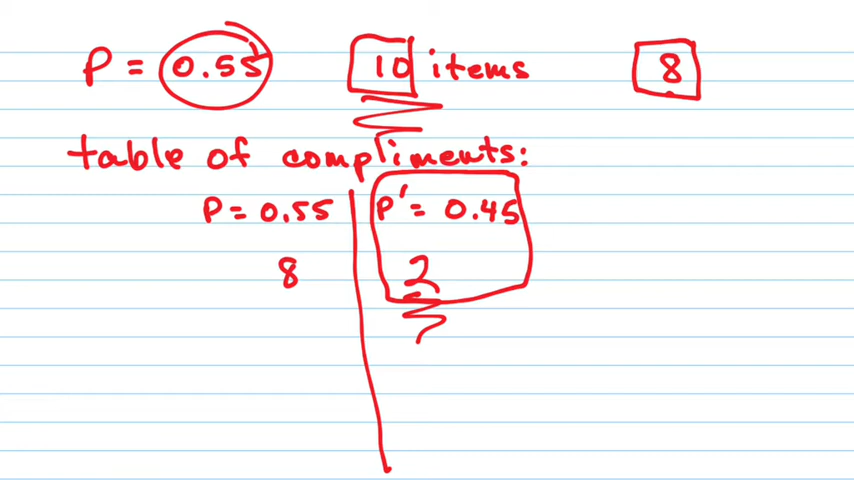 P = 0.55 10 items 8
table of compliments:
P = 0.55 P' = 0.45
8 2